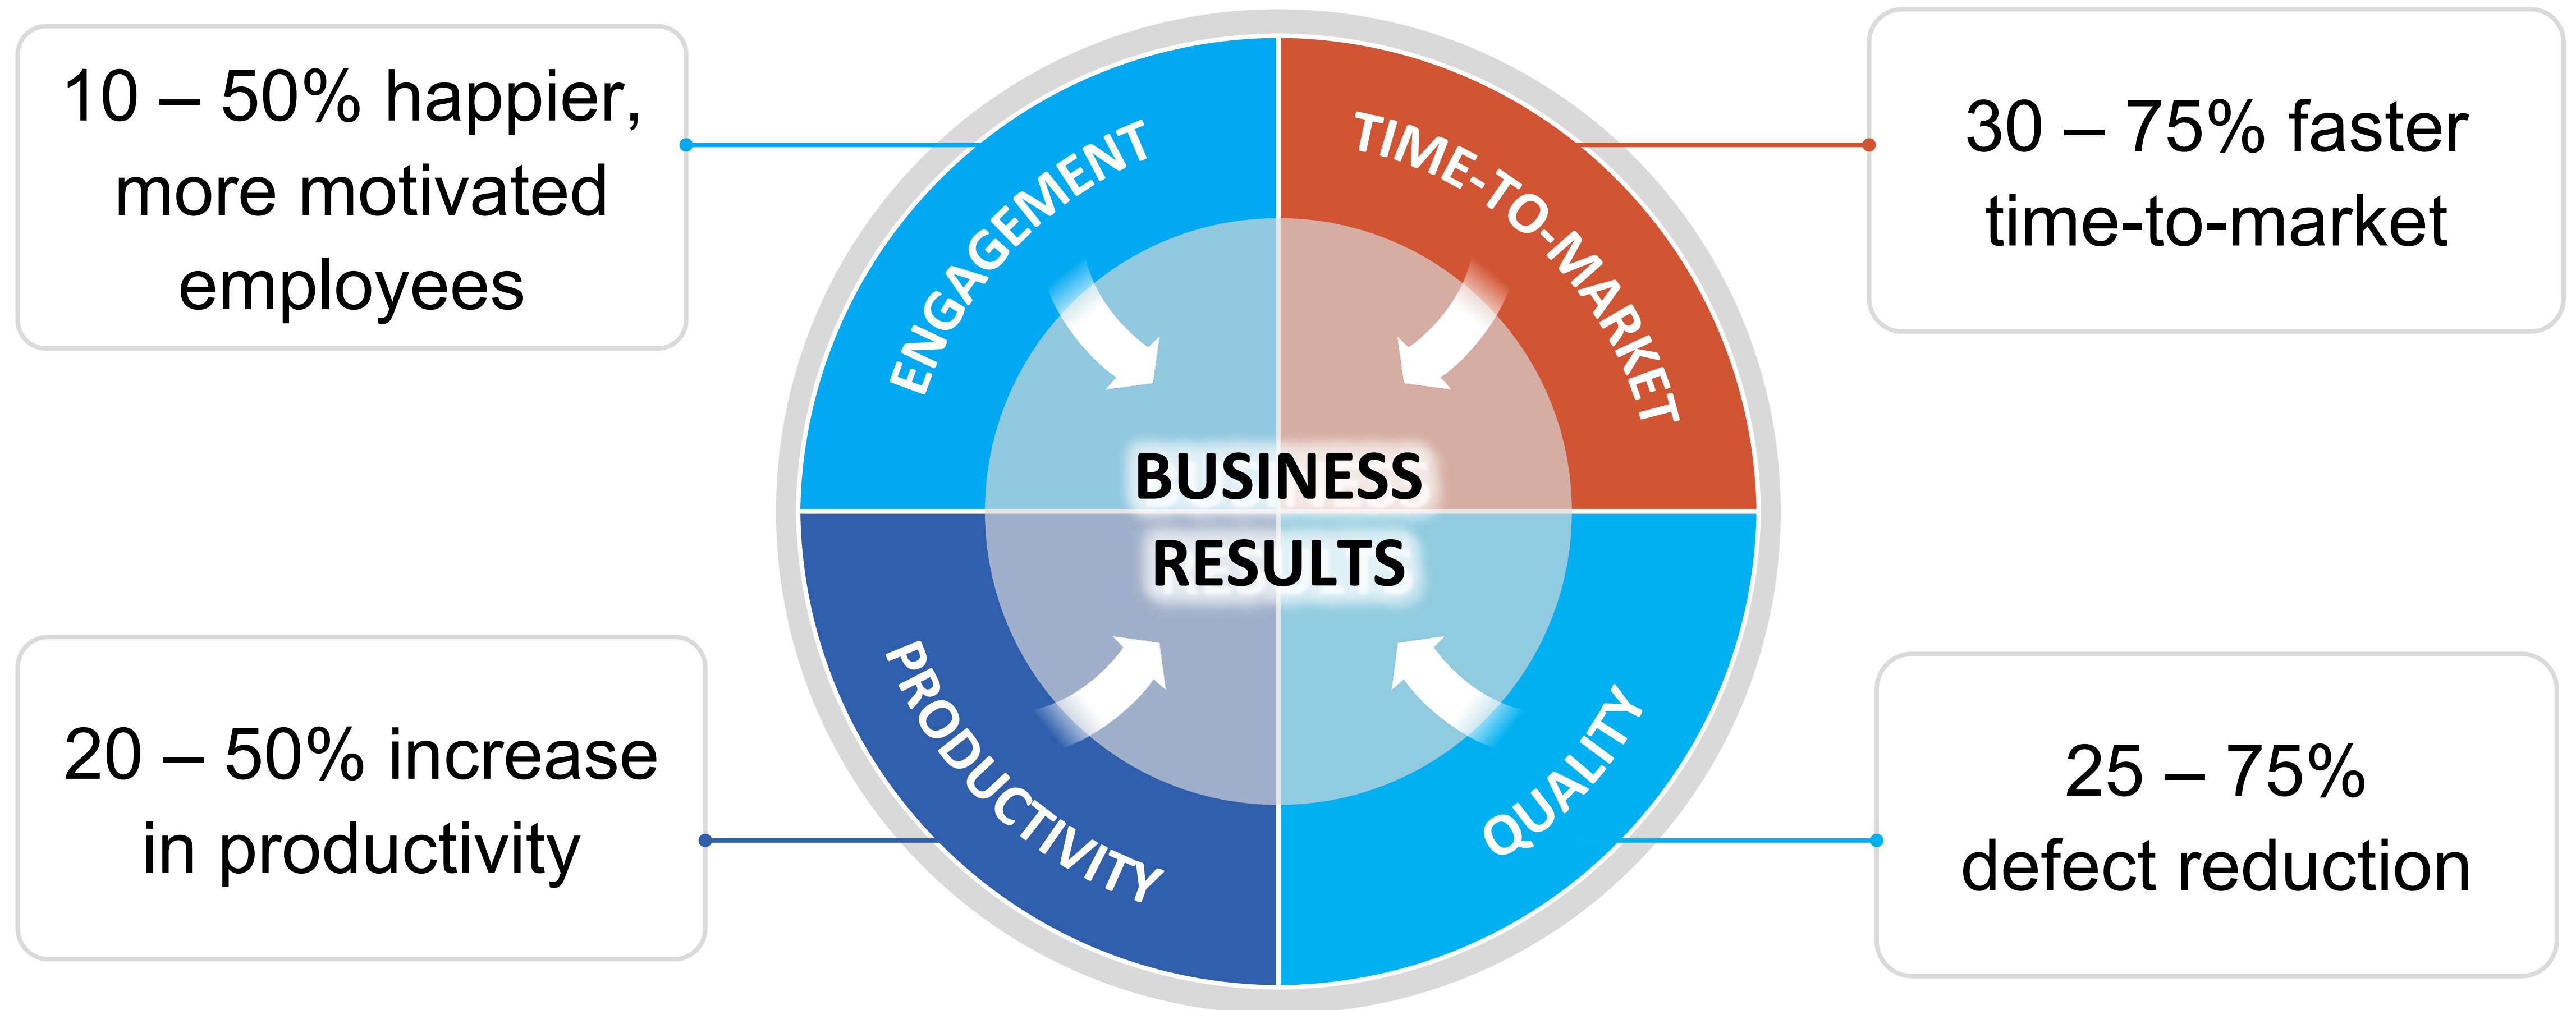 10 – 50% happier,
more motivated
employees
ENGAGEMENT
TIME-TO-MARKET
30 – 75% faster
time-to-market
BUSINESS
RESULTS
20 – 50% increase
in productivity
PRODUCTIVITY
QUALITY
25 – 75%
defect reduction